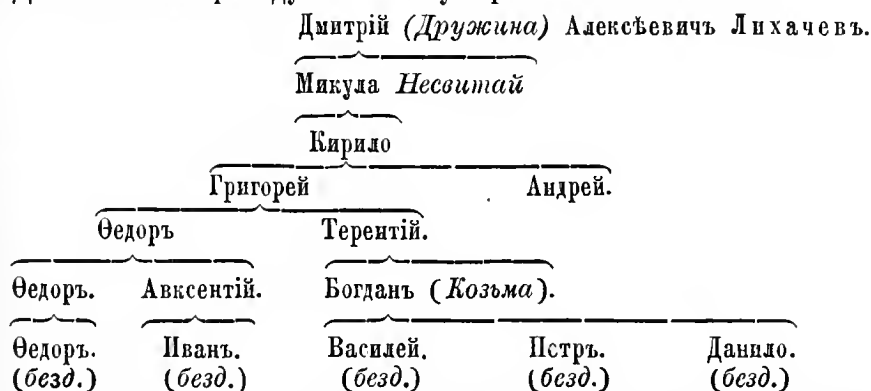 Дмитрій (Дружина) Алексѣевичъ Лихачевъ.
Микула Несвитай
Кирило
Григорей Андрей.
Ѳедоръ Терентій.
Ѳедоръ. Авксентій. Богданъ (Козьма).
Ѳедоръ. Иванъ. Василей. Петръ. Данило.
(безд.) (безд.) (безд.) (безд.) (безд.)